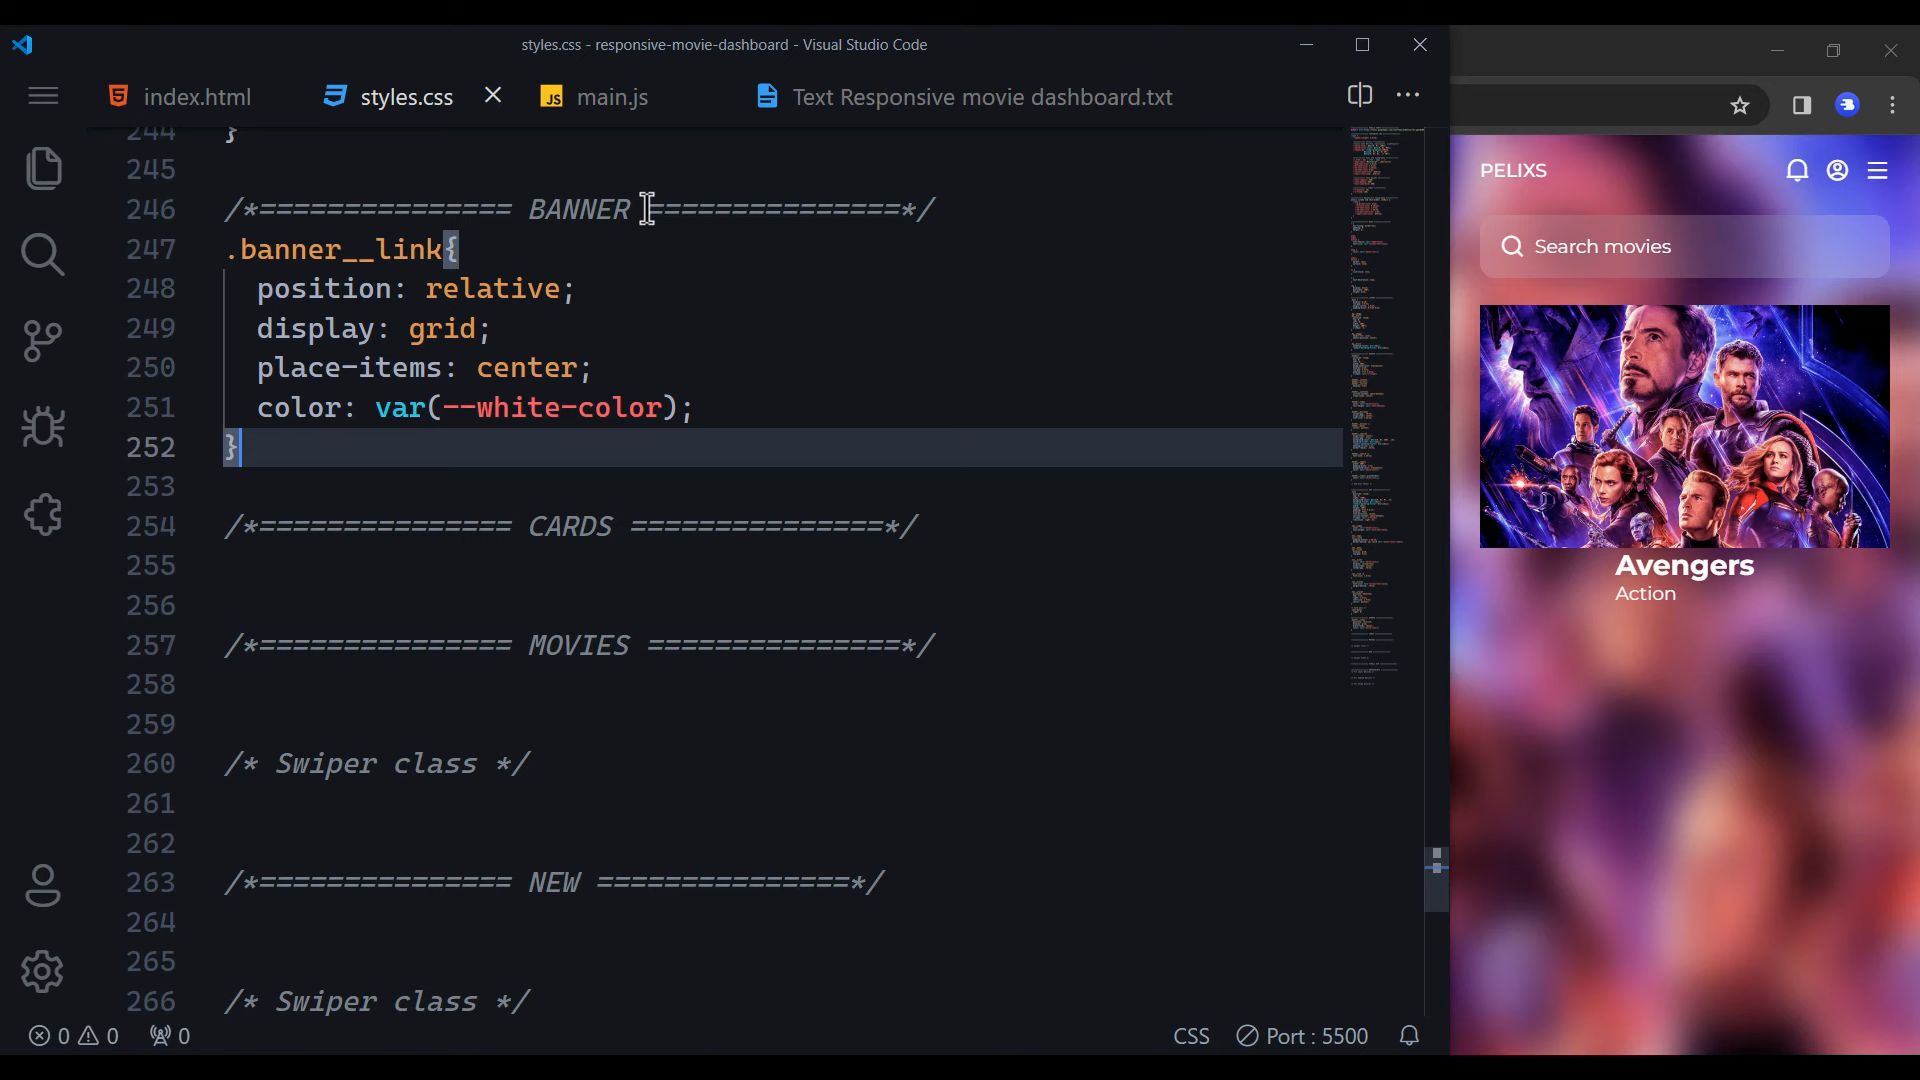 styles.css - responsive-movie-dashboard - Visual Studio Code
index.html
styles.css
main.js
Text Responsive movie dashboard.txt
244 }
245
246 /*=============== BANNER ===============*/
247 .banner__link{
248 position: relative;
249 display: grid;
250 place-items: center;
251 color: var(--white-color);
252 }
253
254 /*=============== CARDS ===============*/
255
256
257 /*=============== MOVIES ===============*/
258
259
260 /* Swiper class */
261
262
263 /*=============== NEW ===============*/
264
265
266 /* Swiper class */
0 0 0
CSS Port : 5500
PELIXS
Search movies
Avengers
Action